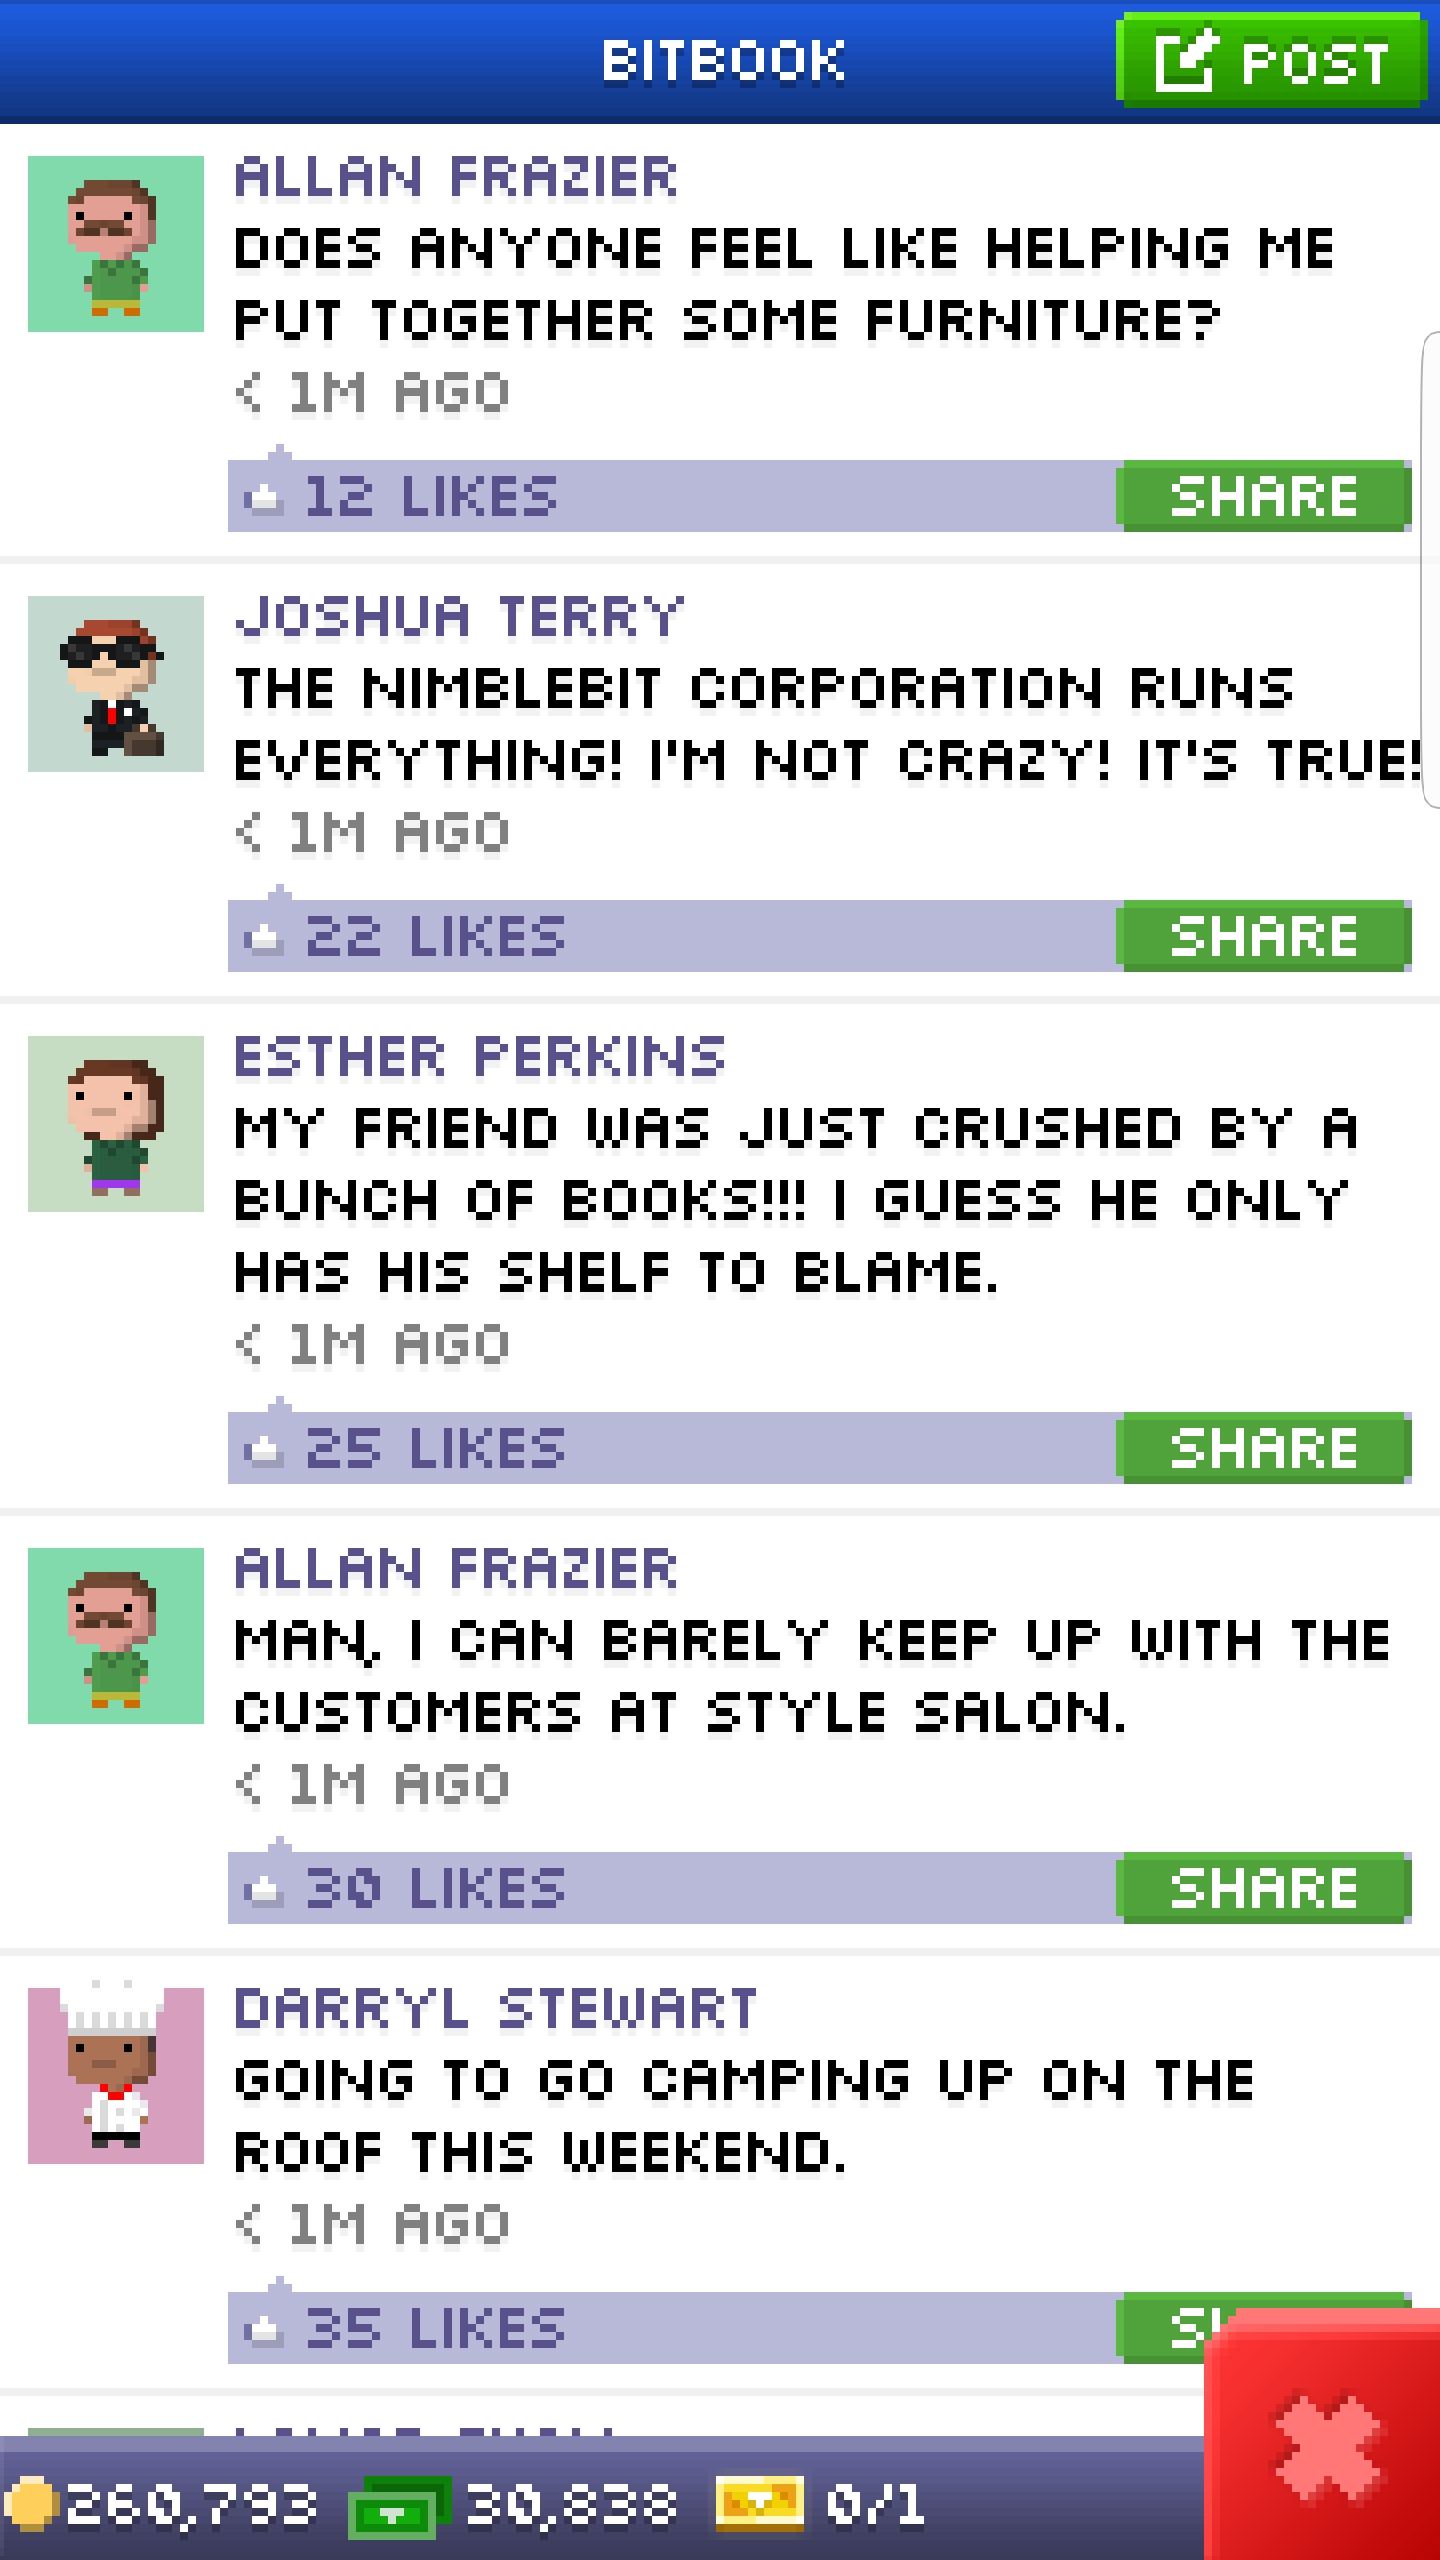 BITBOOK
POST
ALLAN FRAZIER
DOES ANYONE FEEL LIKE HELPING ME
PUT TOGETHER SOME FURNITURE?
< 1M AGO
12 LIKES
SHARE
JOSHUA TERRY
THE NIMBLEBIT CORPORATION RUNS
EVERYTHING! I'M NOT CRAZY! IT'S TRUE!
< 1M AGO
22 LIKES
SHARE
ESTHER PERKINS
MY FRIEND WAS JUST CRUSHED BY A
BUNCH OF BOOKS!!! I GUESS HE ONLY
HAS HIS SHELF TO BLAME.
< 1M AGO
25 LIKES
SHARE
ALLAN FRAZIER
MAN, I CAN BARELY KEEP UP WITH THE
CUSTOMERS AT STYLE SALON.
< 1M AGO
30 LIKES
SHARE
DARRYL STEWART
GOING TO GO CAMPING UP ON THE
ROOF THIS WEEKEND.
< 1M AGO
35 LIKES
260,793
30,838
0/1